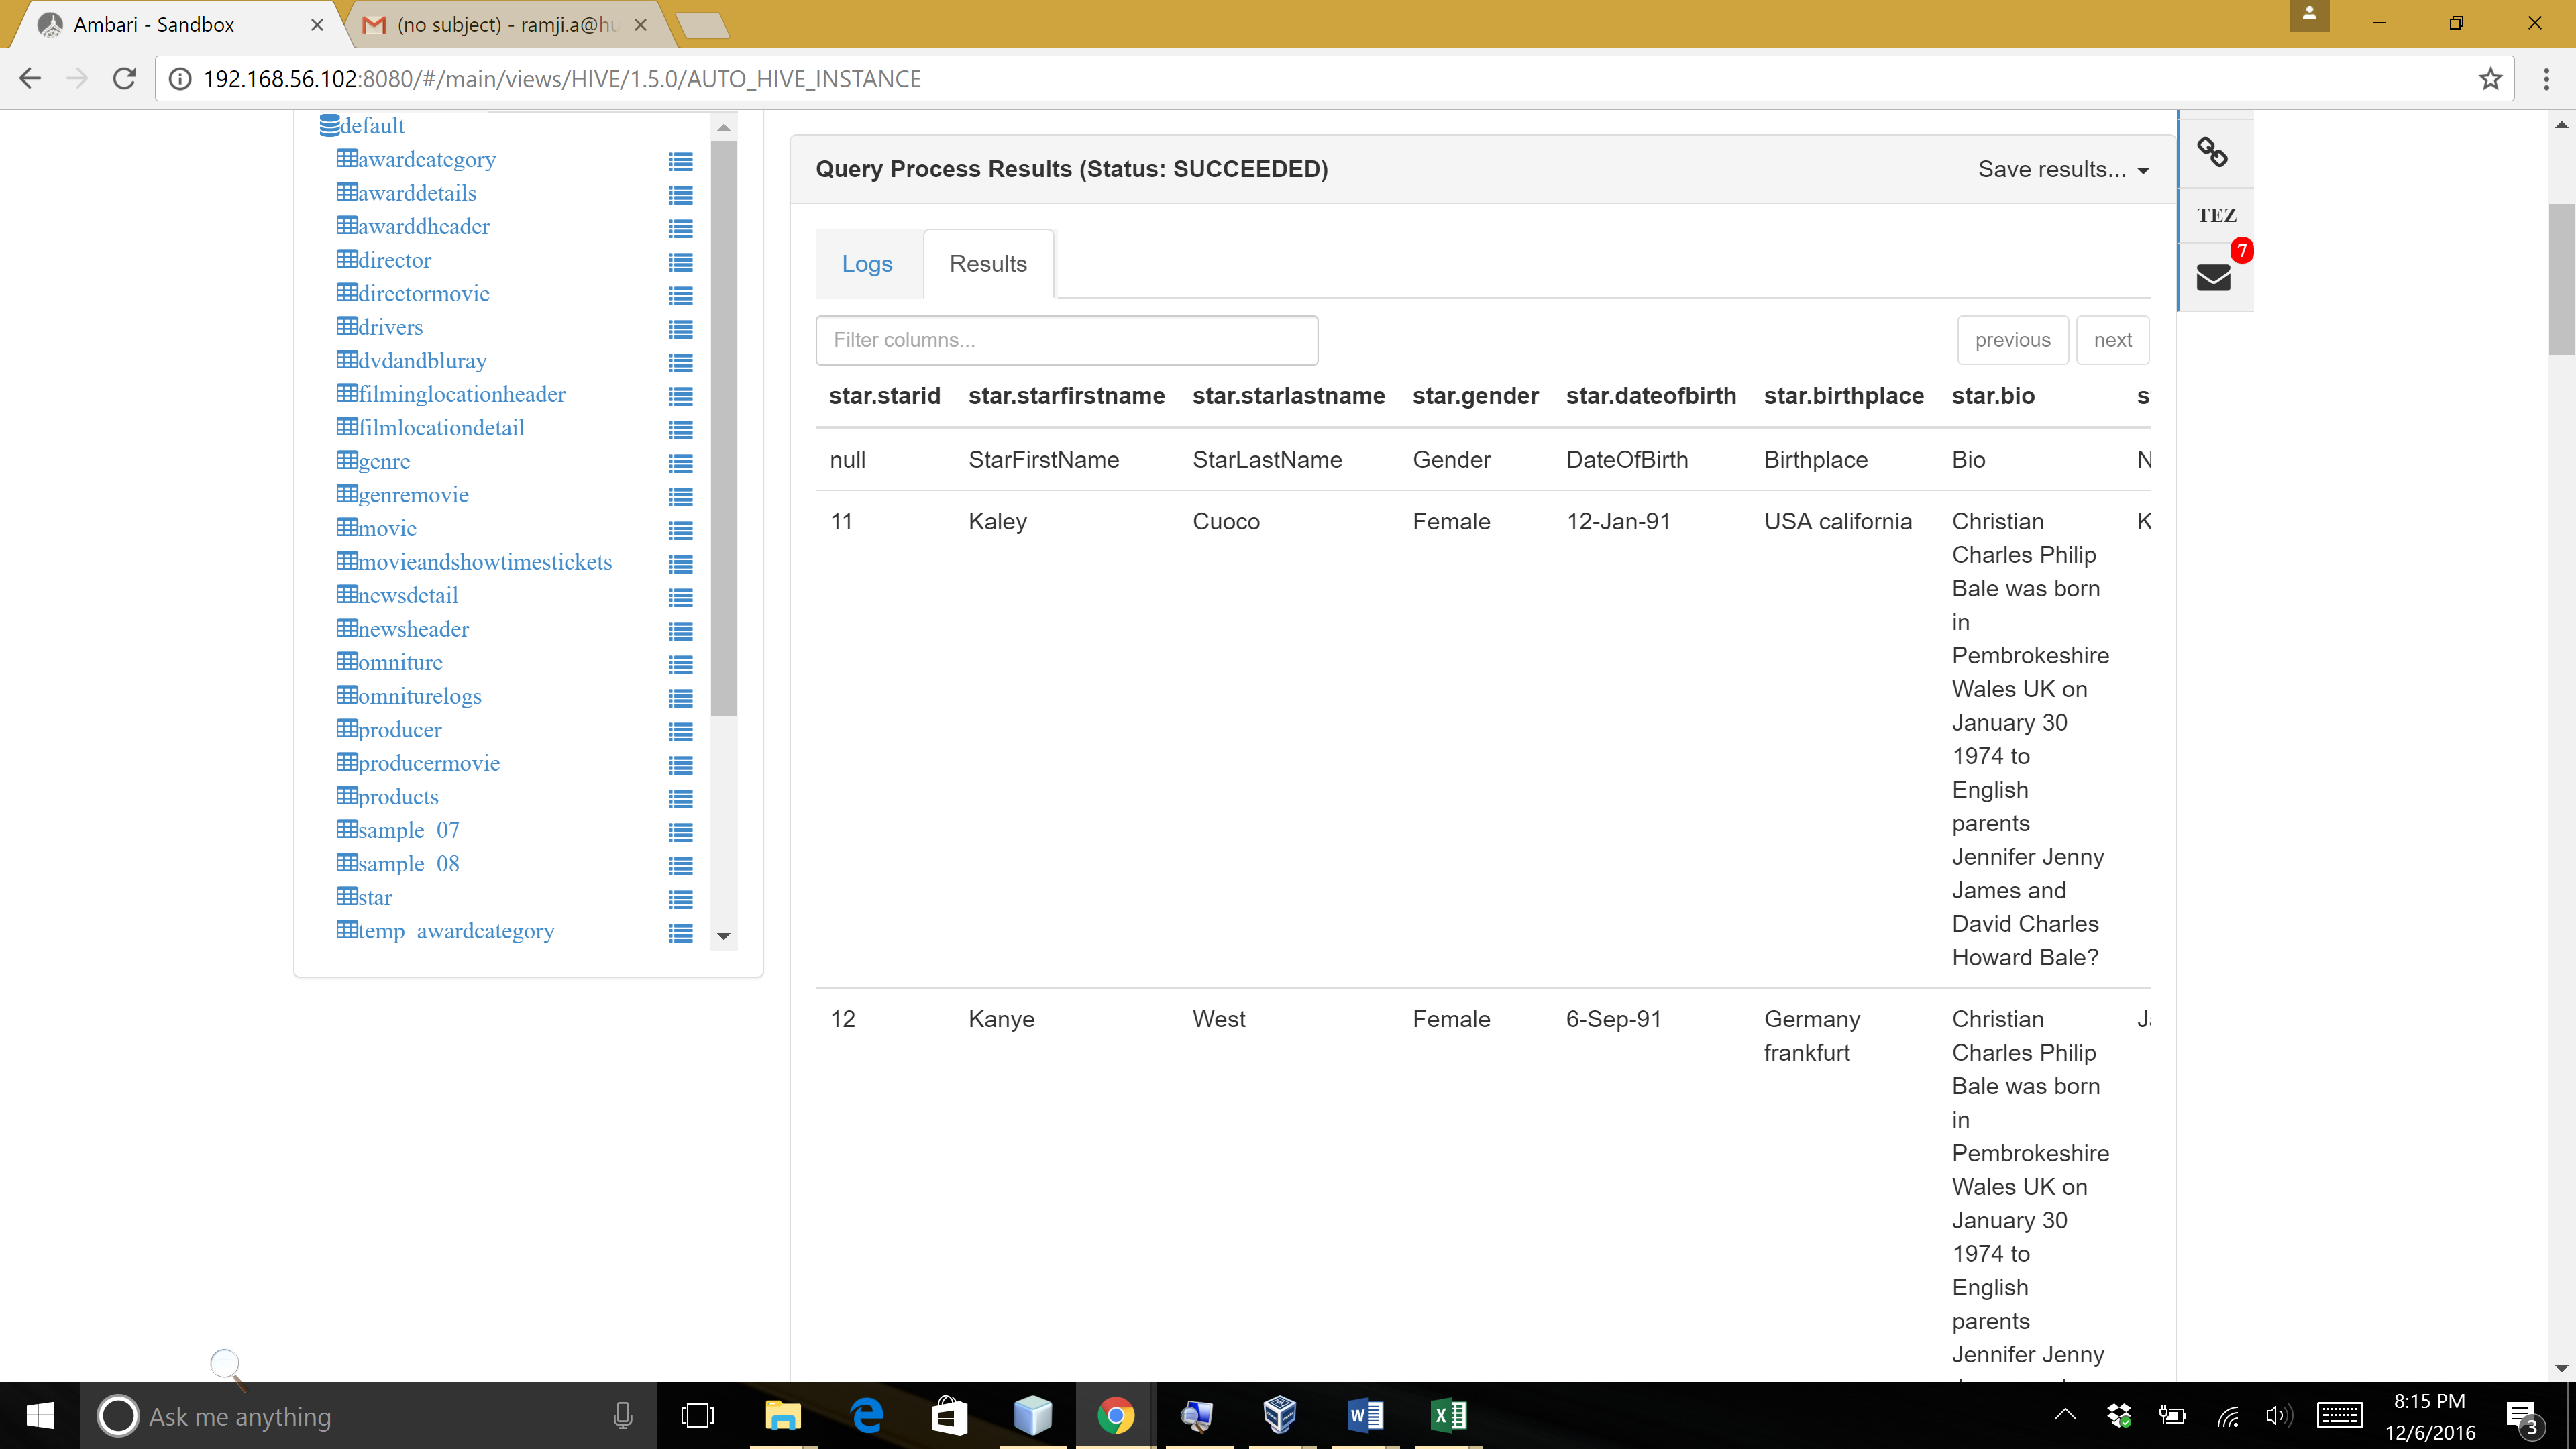 Ambari - Sandbox
(no subject) - ramji.a@hu
192.168.56.102:8080/#/main/views/HIVE/1.5.0/AUTO_HIVE_INSTANCE
default
awardcategory
awarddetails
awarddheader
director
directormovie
drivers
dvdandbluray
filminglocationheader
filmlocationdetail
genre
genremovie
movie
movieandshowtimestickets
newsdetail
newsheader
omniture
omniturelogs
producer
producermovie
products
sample_07
sample_08
star
temp_awardcategory
Query Process Results (Status: SUCCEEDED)
Save results...
Logs
Results
Filter columns...
previous
next
star.starid star.starfirstname star.starlastname star.gender star.dateofbirth star.birthplace star.bio s
null StarFirstName StarLastName Gender DateOfBirth Birthplace Bio N
11 Kaley Cuoco Female 12-Jan-91 USA california Christian K
Charles Philip
Bale was born
in
Pembrokeshire
Wales UK on
January 30
1974 to
English
parents
Jennifer Jenny
James and
David Charles
Howard Bale?
12 Kanye West Female 6-Sep-91 Germany Christian
frankfurt Charles Philip
Bale was born
in
Pembrokeshire
Wales UK on
January 30
1974 to
English
parents
Jennifer Jenny
TEZ
7
Ask me anything
8:15 PM
12/6/2016
3